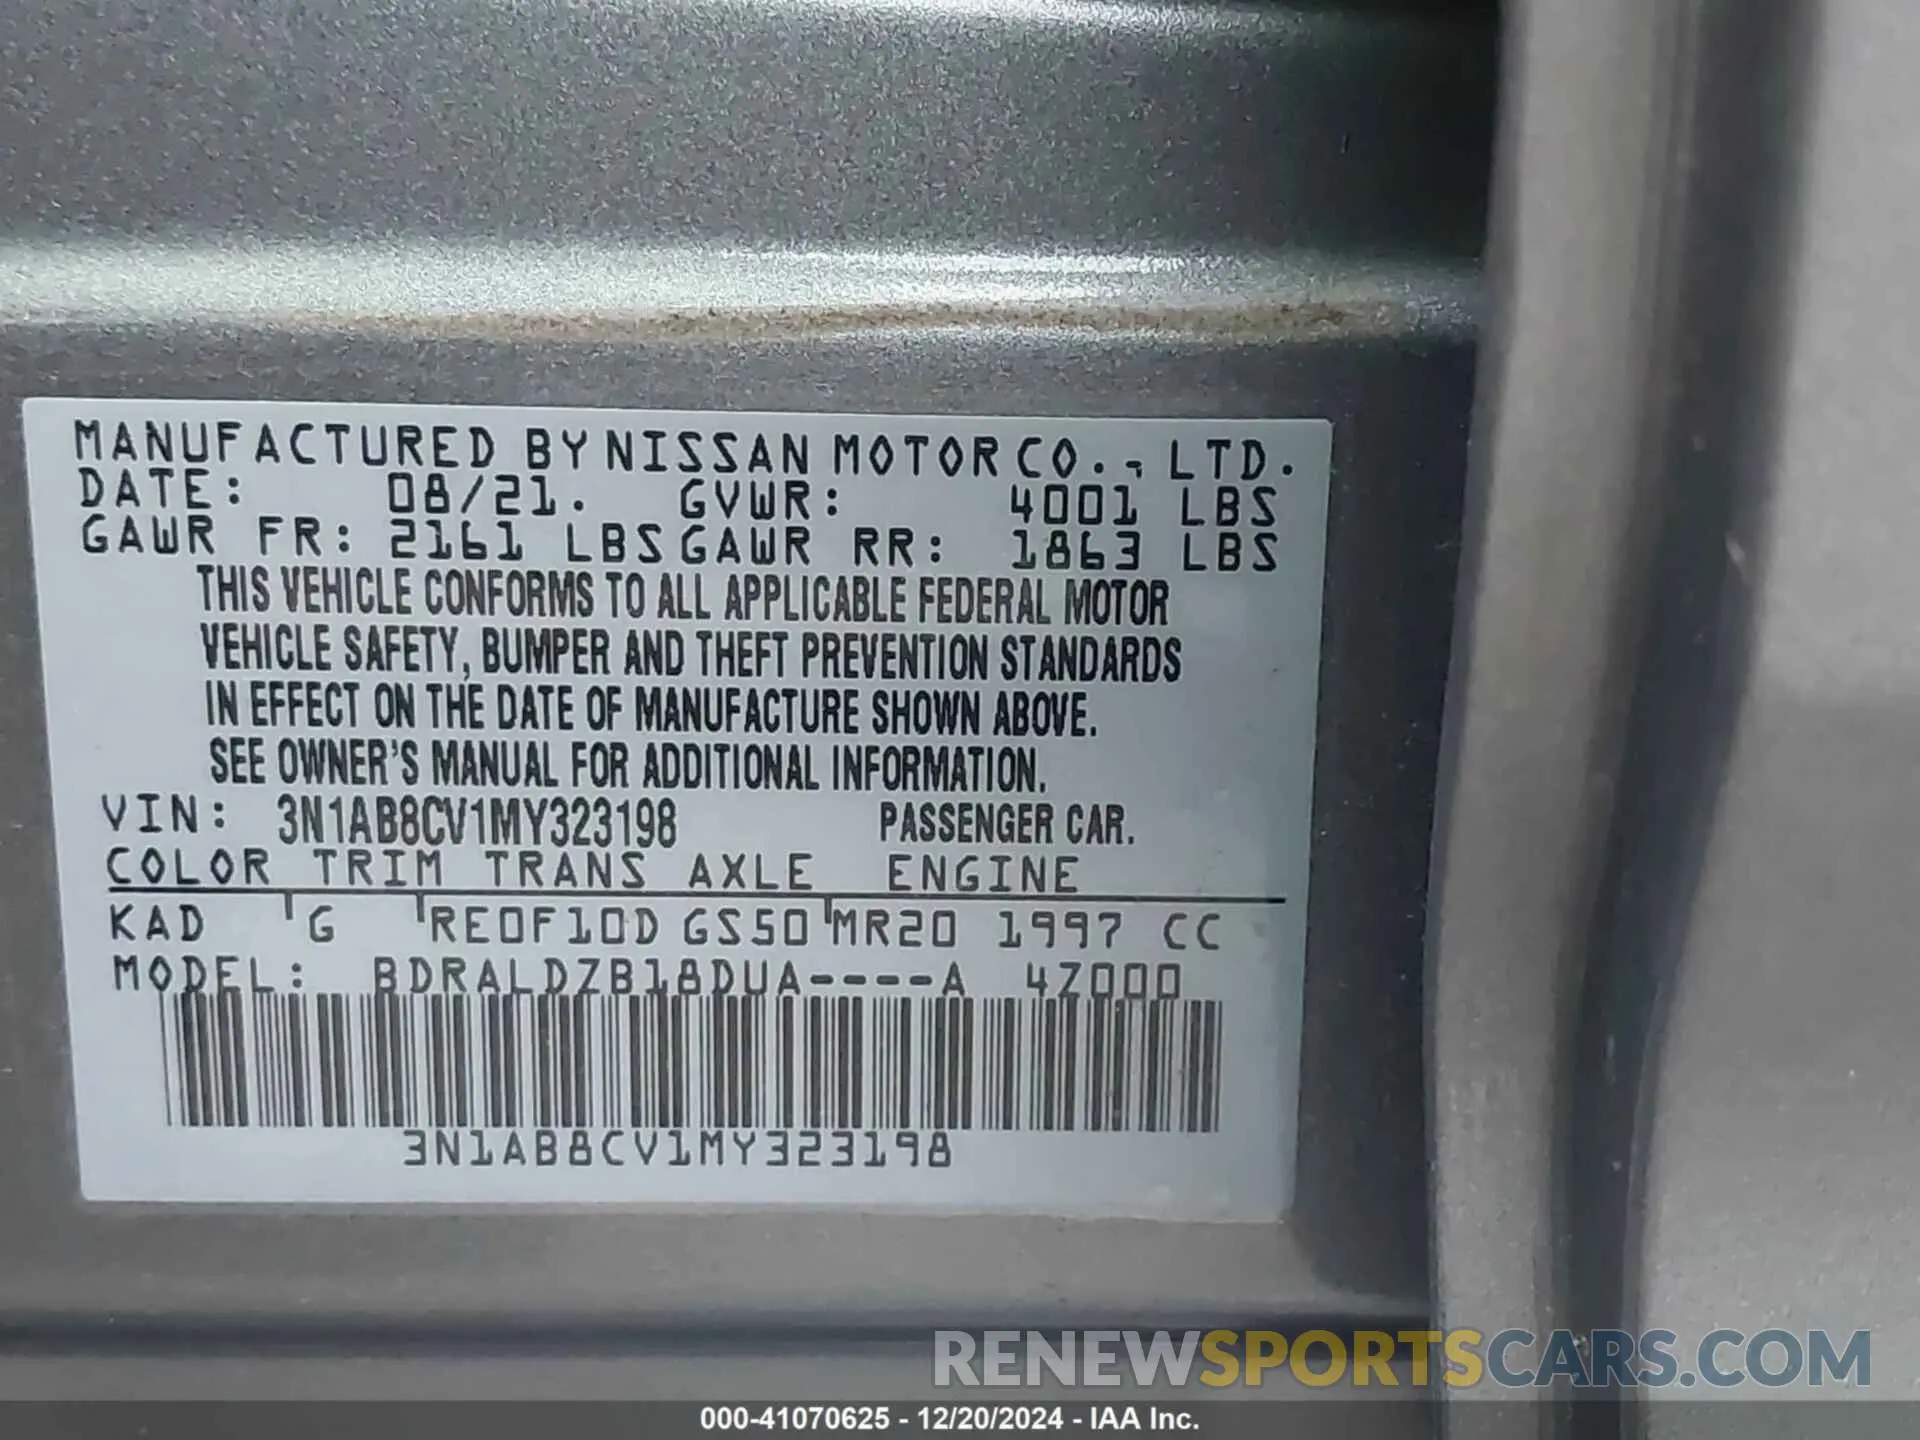 MANUFACTURED BY NISSAN MOTOR CO., LTD.
DATE: 08/21. GVWR: 4001 LBS
GAWR FR: 2161 LBS GAWR RR: 1863 LBS
THIS VEHICLE CONFORMS TO ALL APPLICABLE FEDERAL MOTOR
VEHICLE SAFETY, BUMPER AND THEFT PREVENTION STANDARDS
IN EFFECT ON THE DATE OF MANUFACTURE SHOWN ABOVE.
SEE OWNER'S MANUAL FOR ADDITIONAL INFORMATION.
VIN: 3N1AB8CV1MY323198 PASSENGER CAR.
COLOR TRIM TRANS AXLE ENGINE
KAD G RE0F10D GS50 MR20 1997 CC
MODEL: BDRALDZB18DUA----A 4Z000
3N1AB8CV1MY323198
RENEWSPORTSCARS.COM
000-41070625 - 12/20/2024 - IAA Inc.